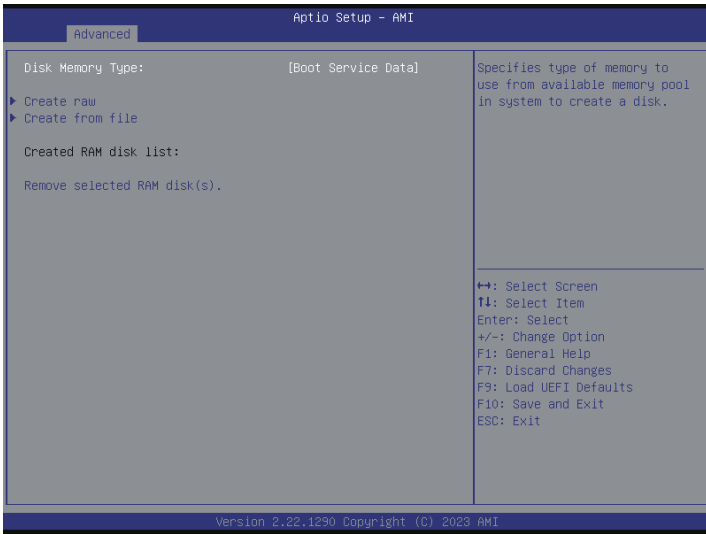 Aptio Setup – AMI
Advanced
Disk Memory Type: [Boot Service Data]
Create raw
Create from file
Created RAM disk list:
Remove selected RAM disk(s).
Specifies type of memory to
use from available memory pool
in system to create a disk.
↔: Select Screen
↑↓: Select Item
Enter: Select
+/-: Change Option
F1: General Help
F7: Discard Changes
F9: Load UEFI Defaults
F10: Save and Exit
ESC: Exit
Version 2.22.1290 Copyright (C) 2023 AMI